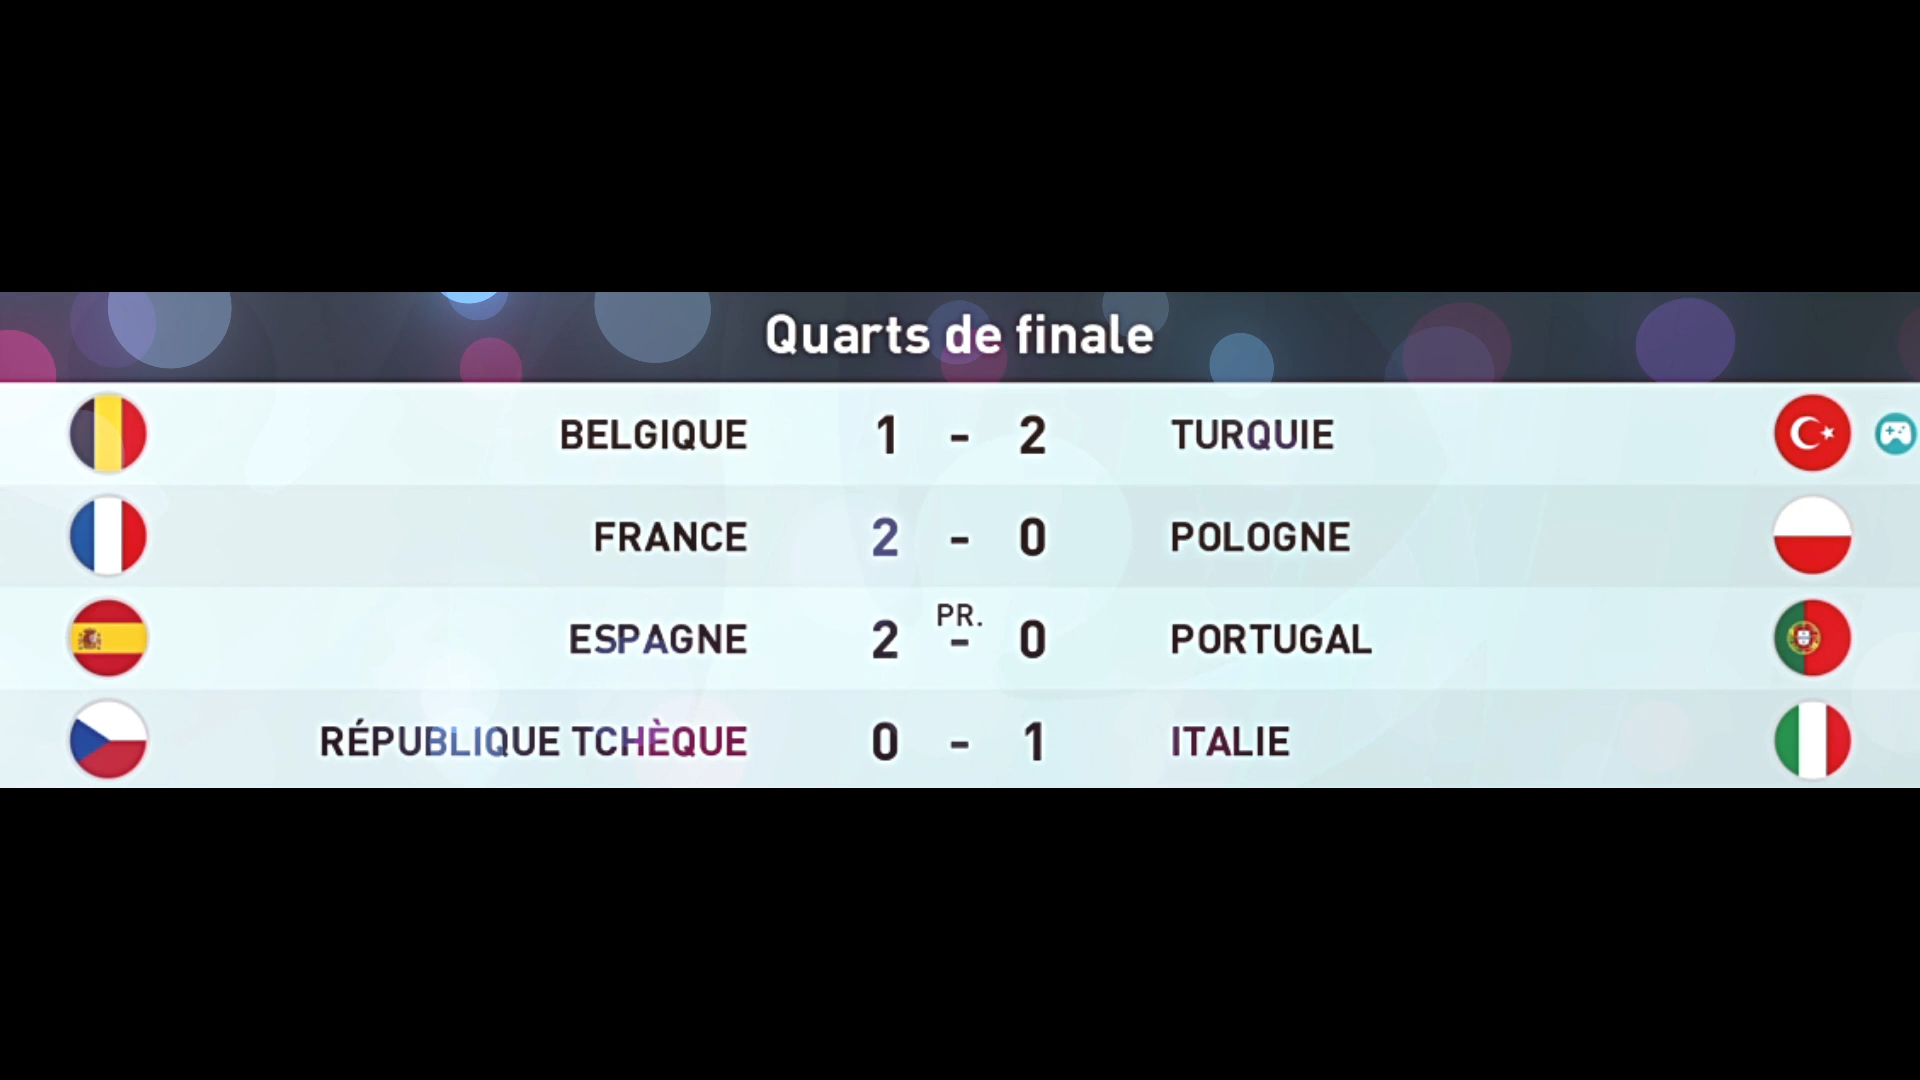 Quarts de finale
BELGIQUE 1 - 2 TURQUIE
FRANCE 2 - 0 POLOGNE
PR.
ESPAGNE 2 - 0 PORTUGAL
RÉPUBLIQUE TCHÈQUE 0 - 1 ITALIE